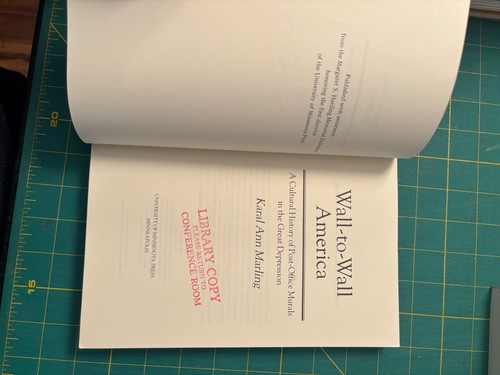 Published with assistance
from the Margaret S. Harding Memorial Endowment
honoring the first director
of the University of Minnesota Press.
Wall-to-Wall
America
A Cultural History of Post-Office Murals
in the Great Depression
Karal Ann Marling
LIBRARY COPY
PLEASE RETURN TO
CONFERENCE ROOM
UNIVERSITY OF MINNESOTA PRESS
MINNEAPOLIS
20
15